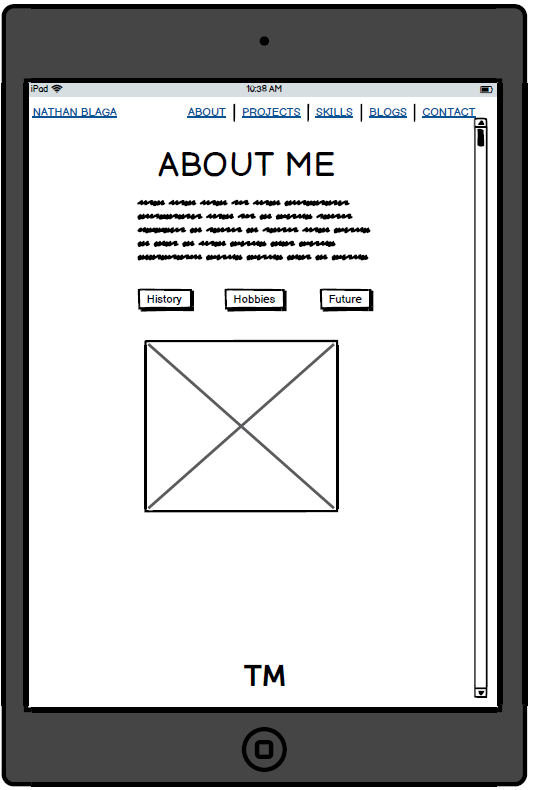 iPad 10:38 AM
NATHAN BLAGA ABOUT | PROJECTS | SKILLS | BLOGS | CONTACT
ABOUT ME
History Hobbies Future
TM